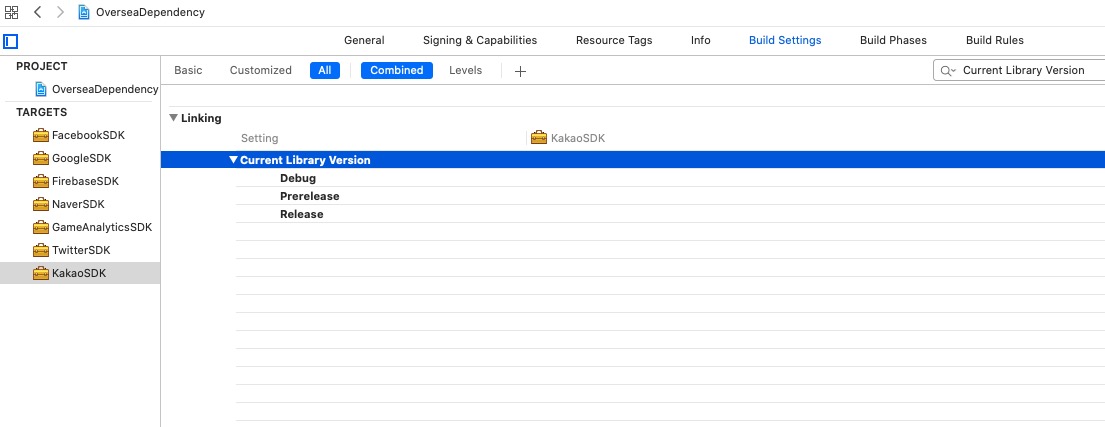 OverseaDependency
General Signing & Capabilities Resource Tags Info Build Settings Build Phases Build Rules
PROJECT
OverseaDependency
TARGETS
FacebookSDK
GoogleSDK
FirebaseSDK
NaverSDK
GameAnalyticsSDK
TwitterSDK
KakaoSDK
Basic Customized All Combined Levels + Current Library Version
Linking
Setting KakaoSDK
Current Library Version
Debug
Prerelease
Release